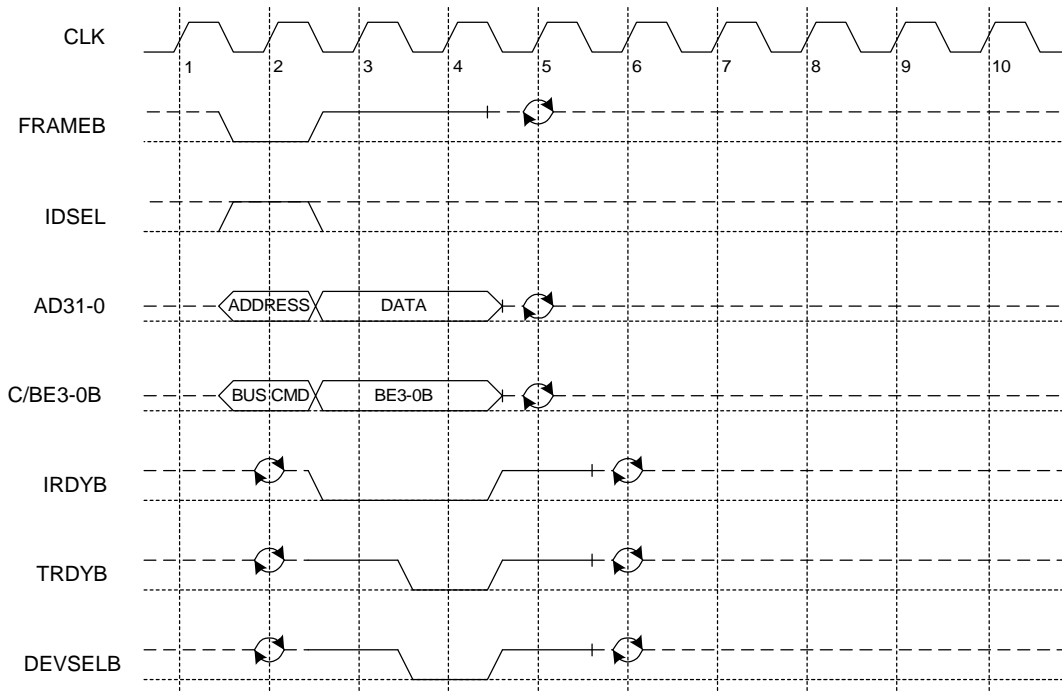 CLK
1 2 3 4 5 6 7 8 9 10
FRAMEB
IDSEL
AD31-0
ADDRESS DATA
C/BE3-0B
BUS CMD BE3-0B
IRDYB
TRDYB
DEVSELB